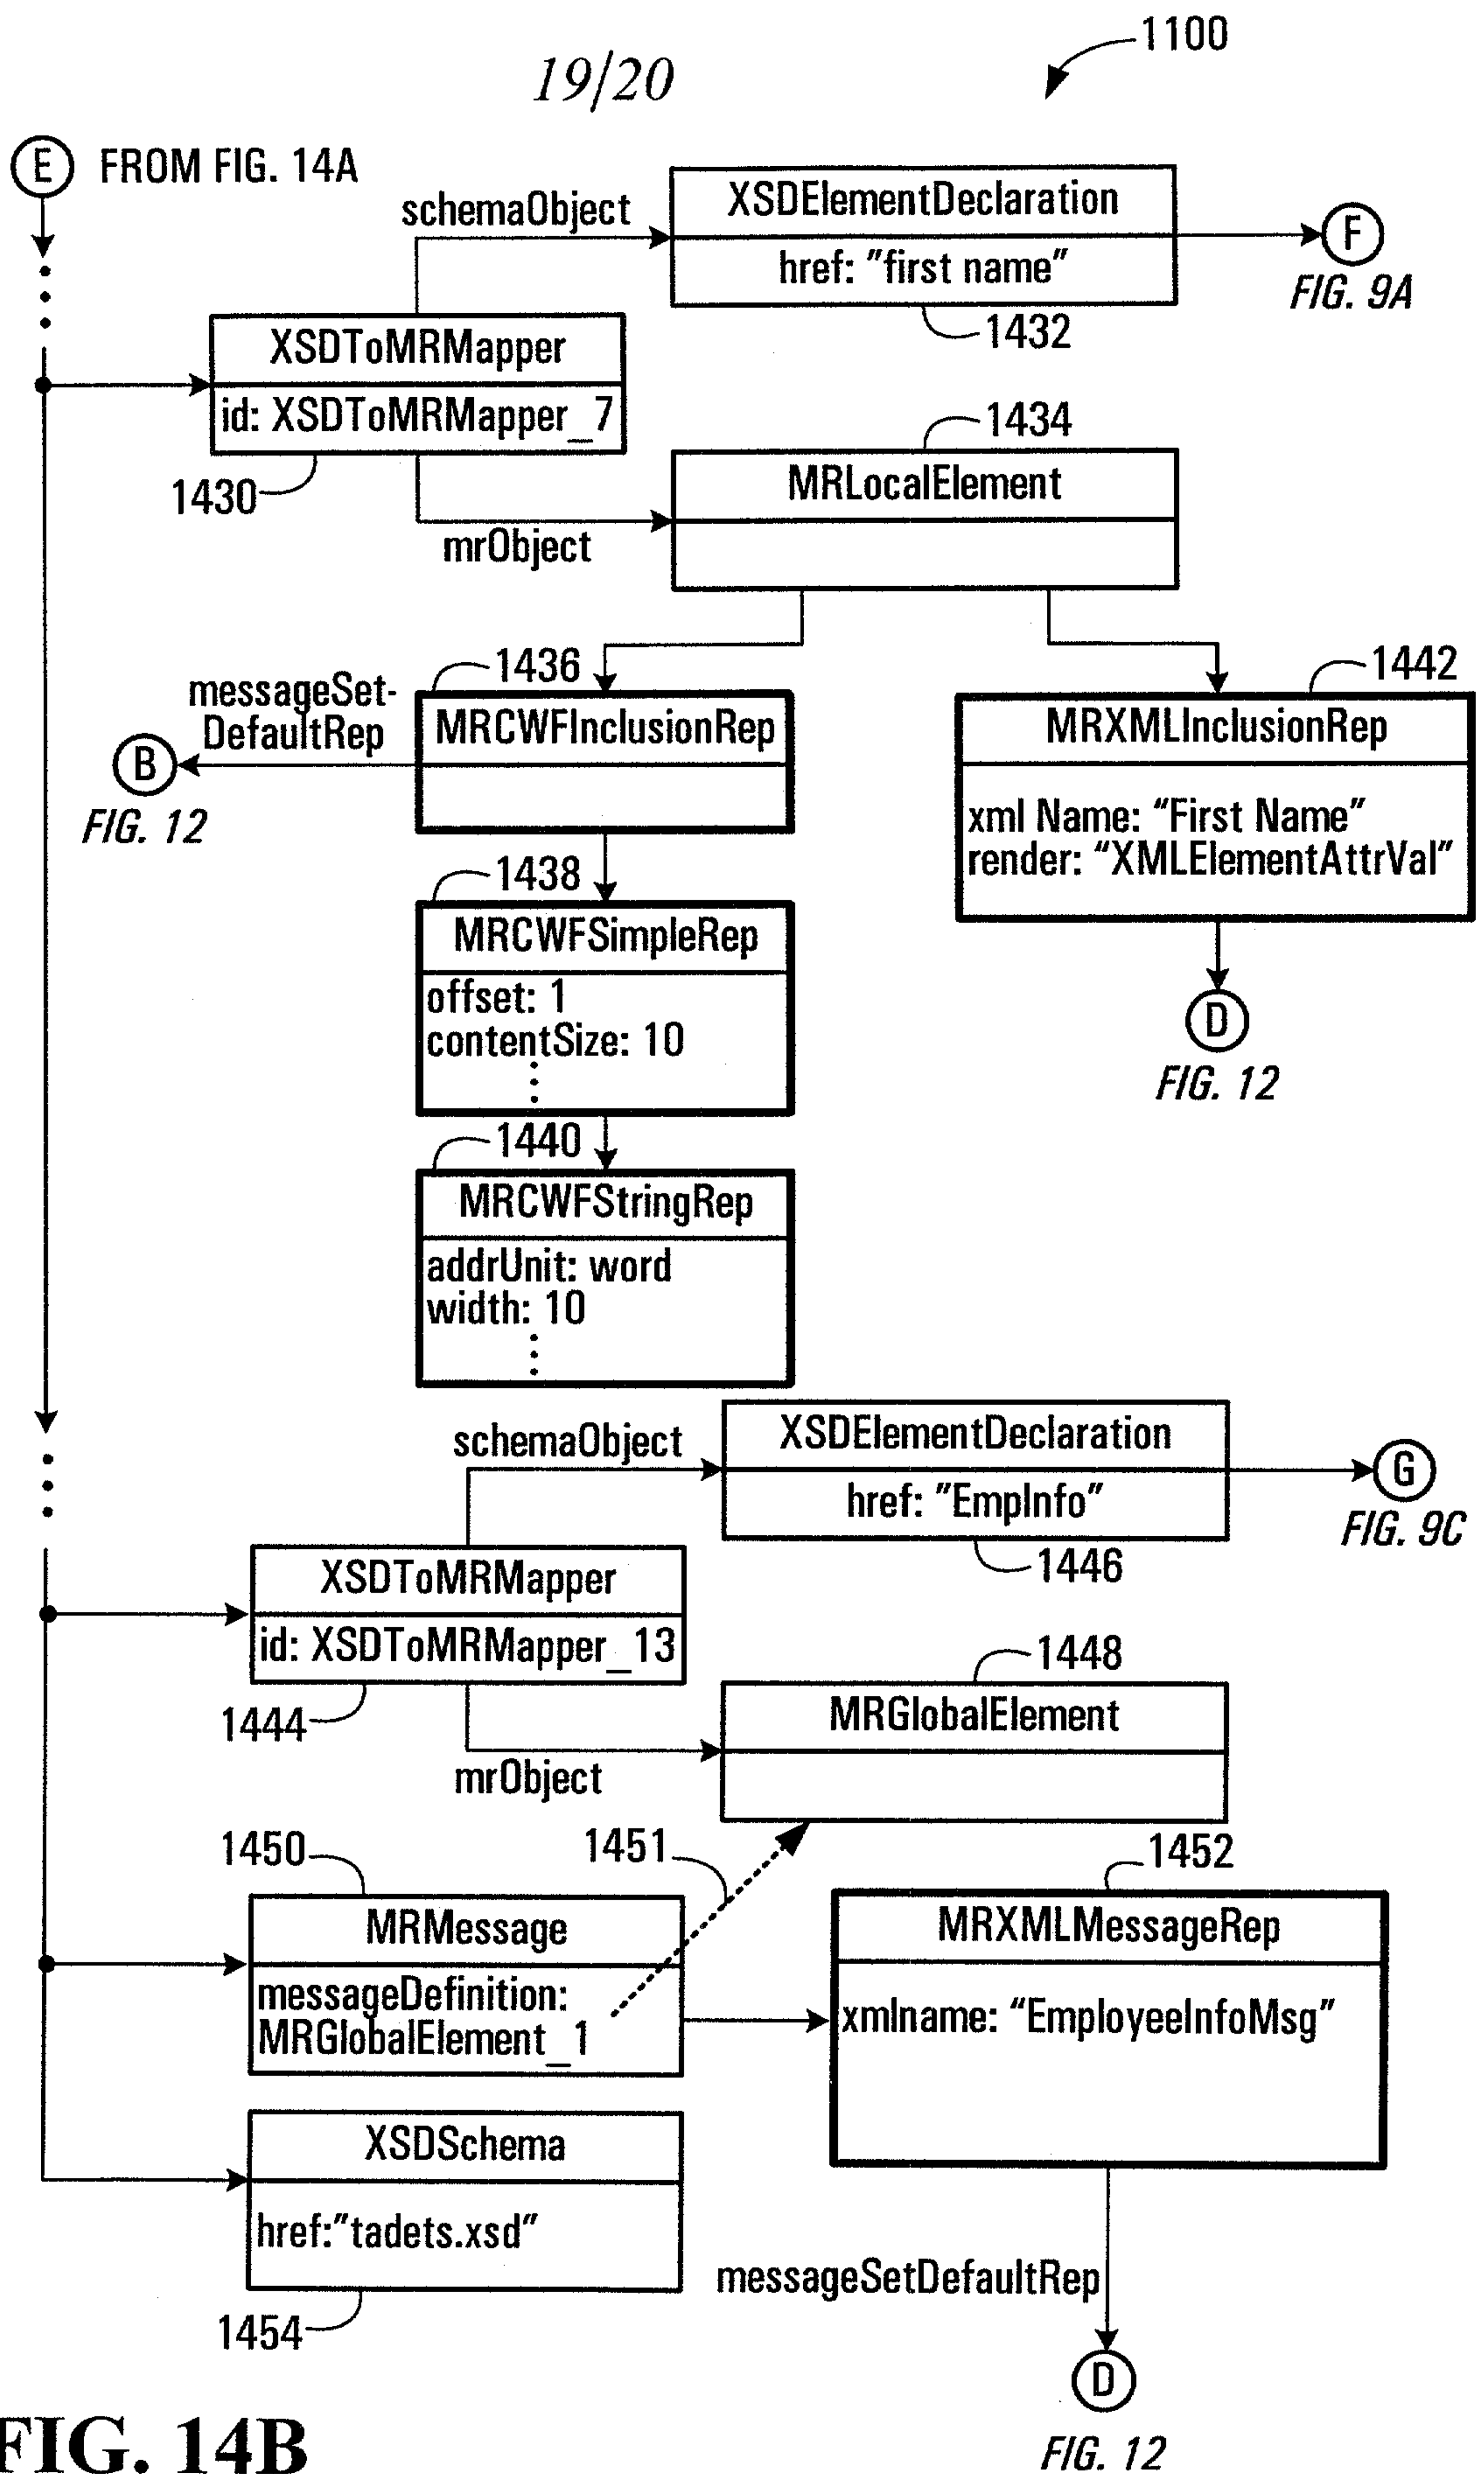 1100
19/20
E FROM FIG. 14A
schemaObject
XSDElementDeclaration
href: "first name"
F
FIG. 9A
1432
XSDToMRMapper
id: XSDToMRMapper_7
1430
1434
MRLocalElement
mrObject
1436
messageSet-
DefaultRep
B
FIG. 12
MRCWFInclusionRep
1442
MRXMLInclusionRep
xml Name: "First Name"
render: "XMLElementAttrVal"
D
FIG. 12
1438
MRCWFSimpleRep
offset: 1
contentSize: 10
1440
MRCWFStringRep
addrUnit: word
width: 10
schemaObject
XSDElementDeclaration
href: "EmpInfo"
G
FIG. 9C
1446
XSDToMRMapper
id: XSDToMRMapper_13
1444
1448
MRGlobalElement
mrObject
1450
1451
1452
MRMessage
messageDefinition:
MRGlobalElement_1
MRXMLMessageRep
xmlname: "EmployeeInfoMsg"
XSDSchema
href:"tadets.xsd"
1454
messageSetDefaultRep
D
FIG. 12
FIG. 14B